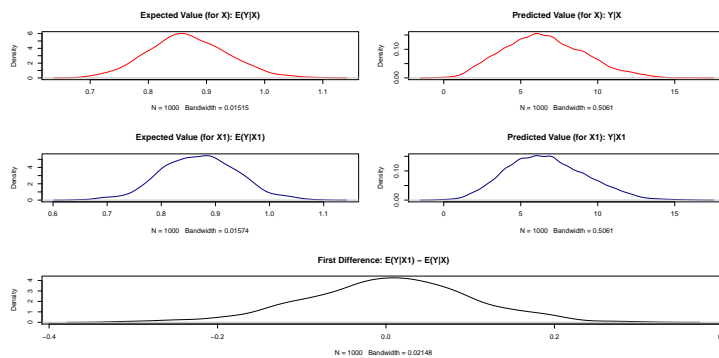 Expected Value (for X): E(Y|X)
Density
0 2 4 6
0.7 0.8 0.9 1.0 1.1
N = 1000 Bandwidth = 0.01515
Predicted Value (for X): Y|X
Density
0.00 0.15
0 5 10 15
N = 1000 Bandwidth = 0.5061
Expected Value (for X1): E(Y|X1)
Density
0 2 4
0.6 0.7 0.8 0.9 1.0 1.1
N = 1000 Bandwidth = 0.01574
Predicted Value (for X1): Y|X1
Density
0.00 0.10
0 5 10 15
N = 1000 Bandwidth = 0.5061
First Difference: E(Y|X1) − E(Y|X)
Density
0 1 2 3 4
−0.4 −0.2 0.0 0.2
N = 1000 Bandwidth = 0.02148